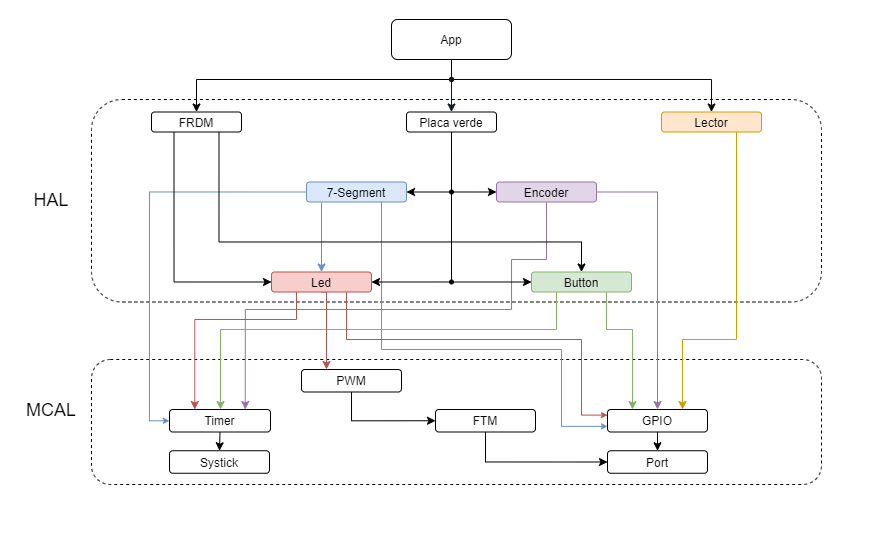 App
FRDM
Placa verde
Lector
HAL
7-Segment
Encoder
Led
Button
PWM
MCAL
Timer
FTM
GPIO
Systick
Port